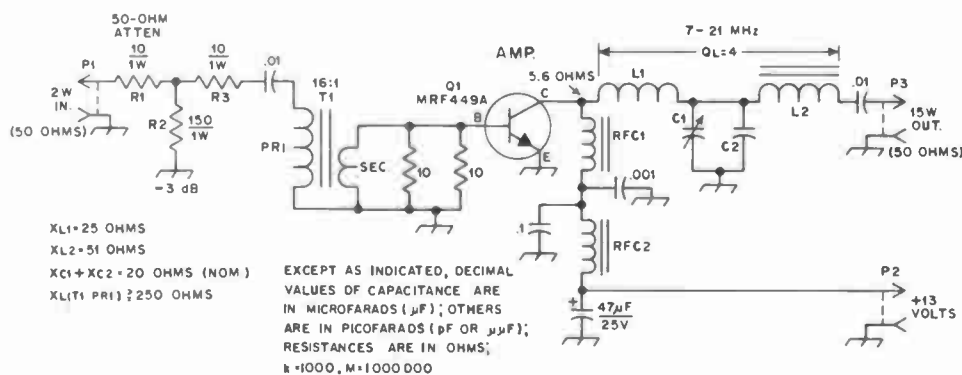 50-OHM
ATTEN
P1
10
1W
R1
10
1W
R3
.01
2W
IN.
(50 OHMS)
R2
150
1W
-3 dB
16:1
T1
PRI
SEC
10
10
AMP.
Q1
MRF449A
B
C
E
5.6 OHMS
7-21 MHz
QL=4
L1
C1
C2
L2
.01
P3
15W
OUT.
(50 OHMS)
RFC1
.001
.1
RFC2
+
47μF
25V
P2
+13
VOLTS
XL1=25 OHMS
XL2=51 OHMS
XC1+XC2=20 OHMS (NOM)
XL(T1 PRI)?250 OHMS
EXCEPT AS INDICATED, DECIMAL
VALUES OF CAPACITANCE ARE
IN MICROFARADS (μF); OTHERS
ARE IN PICOFARADS (pF OR μμF);
RESISTANCES ARE IN OHMS;
k=1000, M=1000000